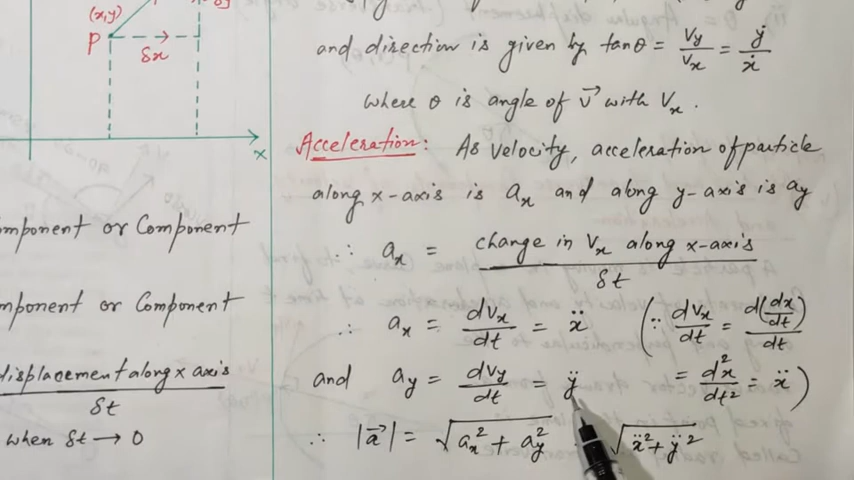 (x,y)
P
δx
x
mponent or Component
mponent or Component
displacement along x axis
δt
when δt → 0
and direction is given by tanθ = Vy/Vx = ẏ/ẋ
where θ is angle of v⃗ with Vx.
Acceleration: As velocity, acceleration of particle
along x-axis is ax and along y-axis is ay
∴ ax = change in Vx along x-axis / δt
∴ ax = dVx/dt = ẍ (∵ dVx/dt = d(dx/dt)/dt
and ay = dVy/dt = ÿ = d²x/dt² = ẍ)
∴ |a⃗| = √ax² + ay² √ẍ² + ÿ²